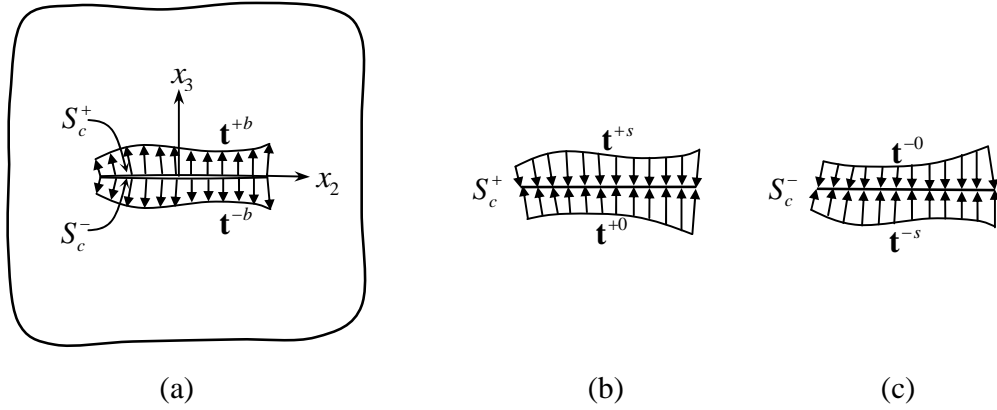 x₃
S_c^+
t^{+b}
x₂
t^{-b}
S_c^-
(a)
t^{+s}
S_c^+
t^{+0}
(b)
t^{-0}
S_c^-
t^{-s}
(c)